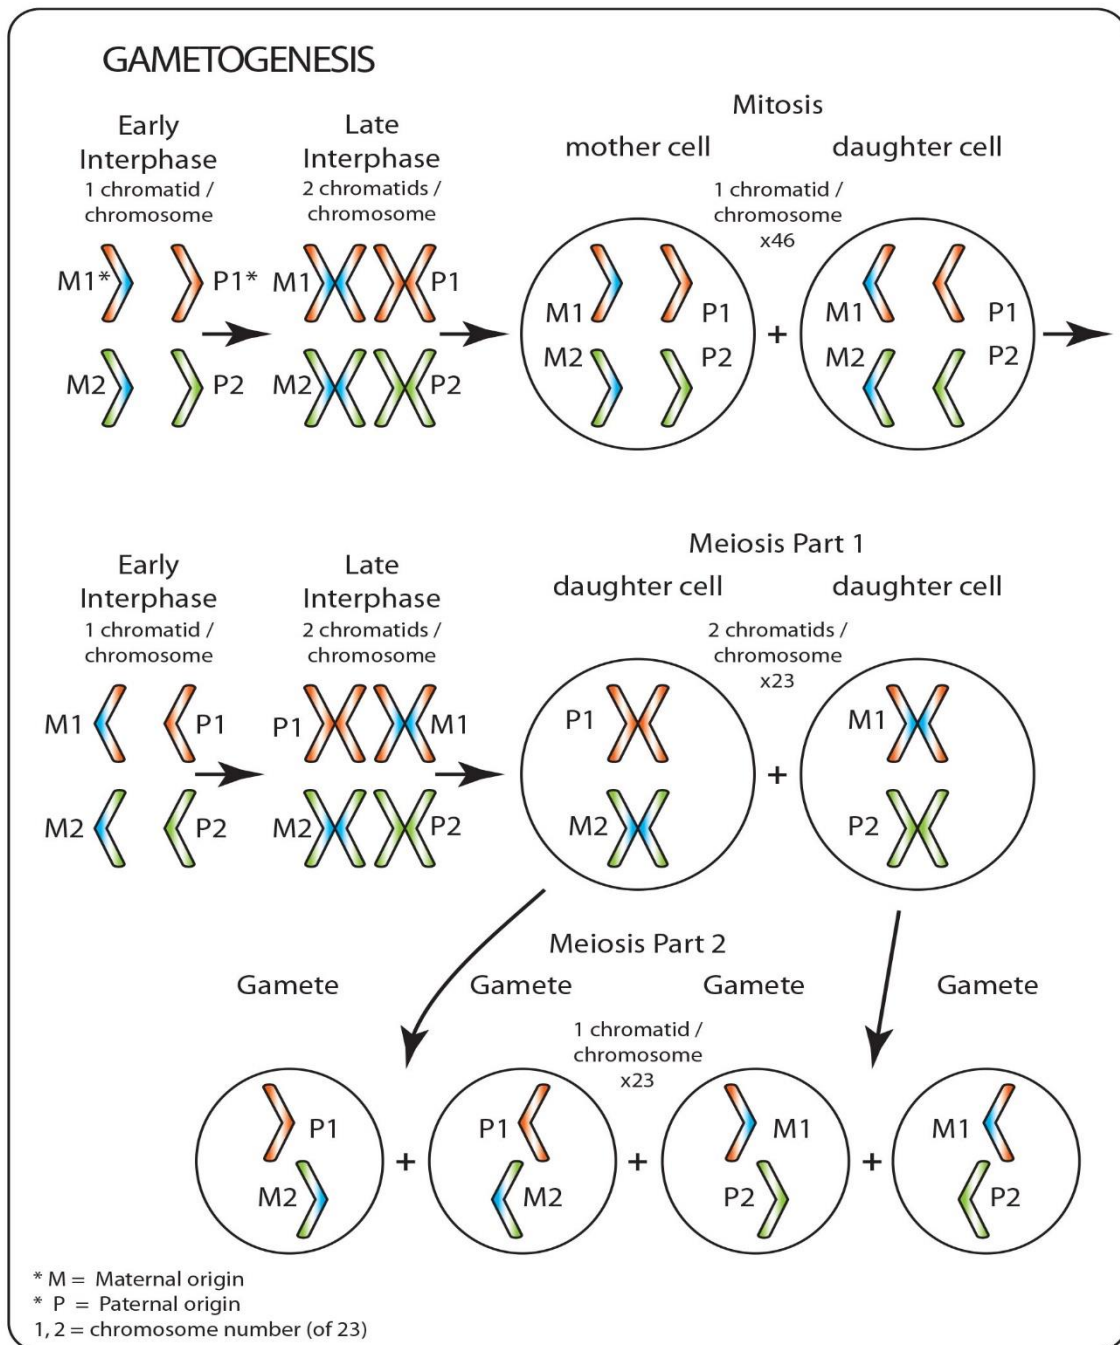 GAMETOGENESIS
Early
Interphase
1 chromatid /
chromosome
Late
Interphase
2 chromatids /
chromosome
Mitosis
mother cell
daughter cell
1 chromatid /
chromosome
x46
M1*
P1*
M1
P1
M1
P1
M1
P1
M2
P2
M2
P2
M2
P2
M2
P2
+
Early
Interphase
1 chromatid /
chromosome
Late
Interphase
2 chromatids /
chromosome
Meiosis Part 1
daughter cell
daughter cell
2 chromatids /
chromosome
x23
M1
P1
P1
M1
P1
M1
M2
P2
M2
P2
M2
P2
+
Meiosis Part 2
Gamete
Gamete
Gamete
Gamete
1 chromatid /
chromosome
x23
P1
P1
M1
M1
+
+
+
M2
M2
P2
P2
* M = Maternal origin
* P = Paternal origin
1, 2 = chromosome number (of 23)